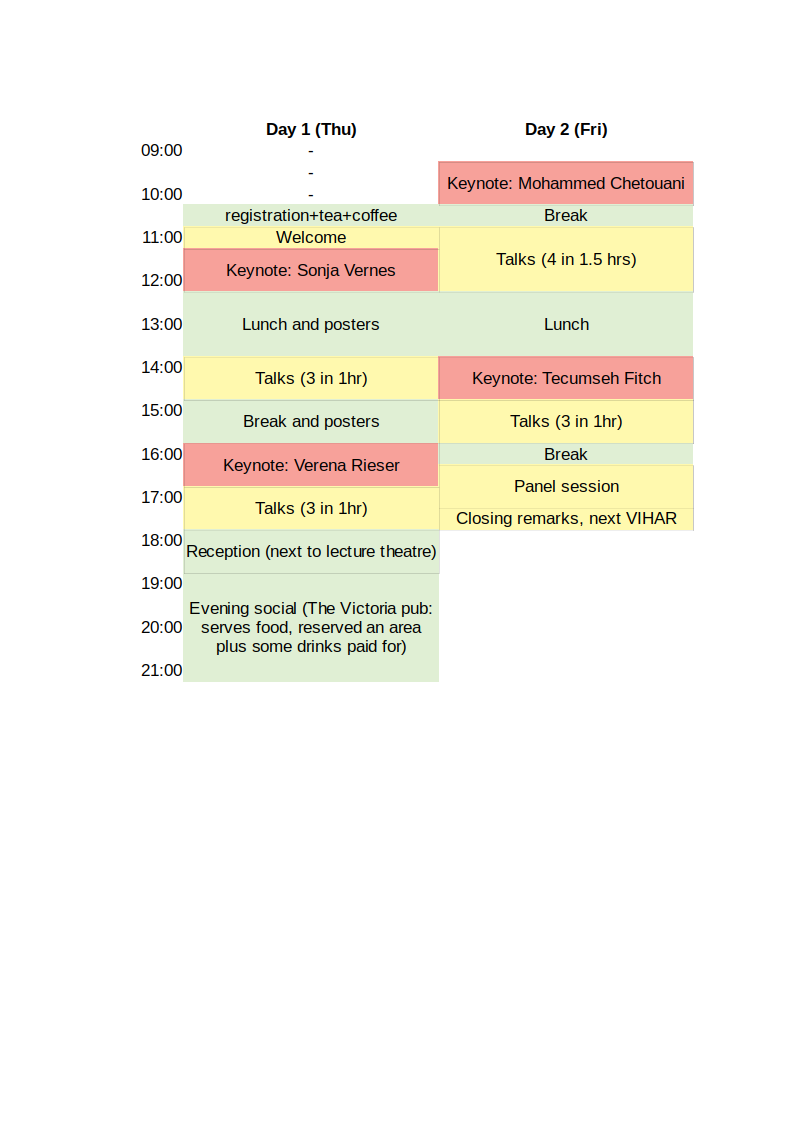 Day 1 (Thu) Day 2 (Fri)
09:00 -
-
Keynote: Mohammed Chetouani
10:00 -
registration+tea+coffee Break
11:00 Welcome
Talks (4 in 1.5 hrs)
Keynote: Sonja Vernes
12:00
13:00 Lunch and posters Lunch
14:00
Talks (3 in 1hr) Keynote: Tecumseh Fitch
15:00
Break and posters Talks (3 in 1hr)
16:00 Break
Keynote: Verena Rieser
Panel session
17:00
Talks (3 in 1hr)
Closing remarks, next VIHAR
18:00
Reception (next to lecture theatre)
19:00
Evening social (The Victoria pub:
20:00 serves food, reserved an area
plus some drinks paid for)
21:00